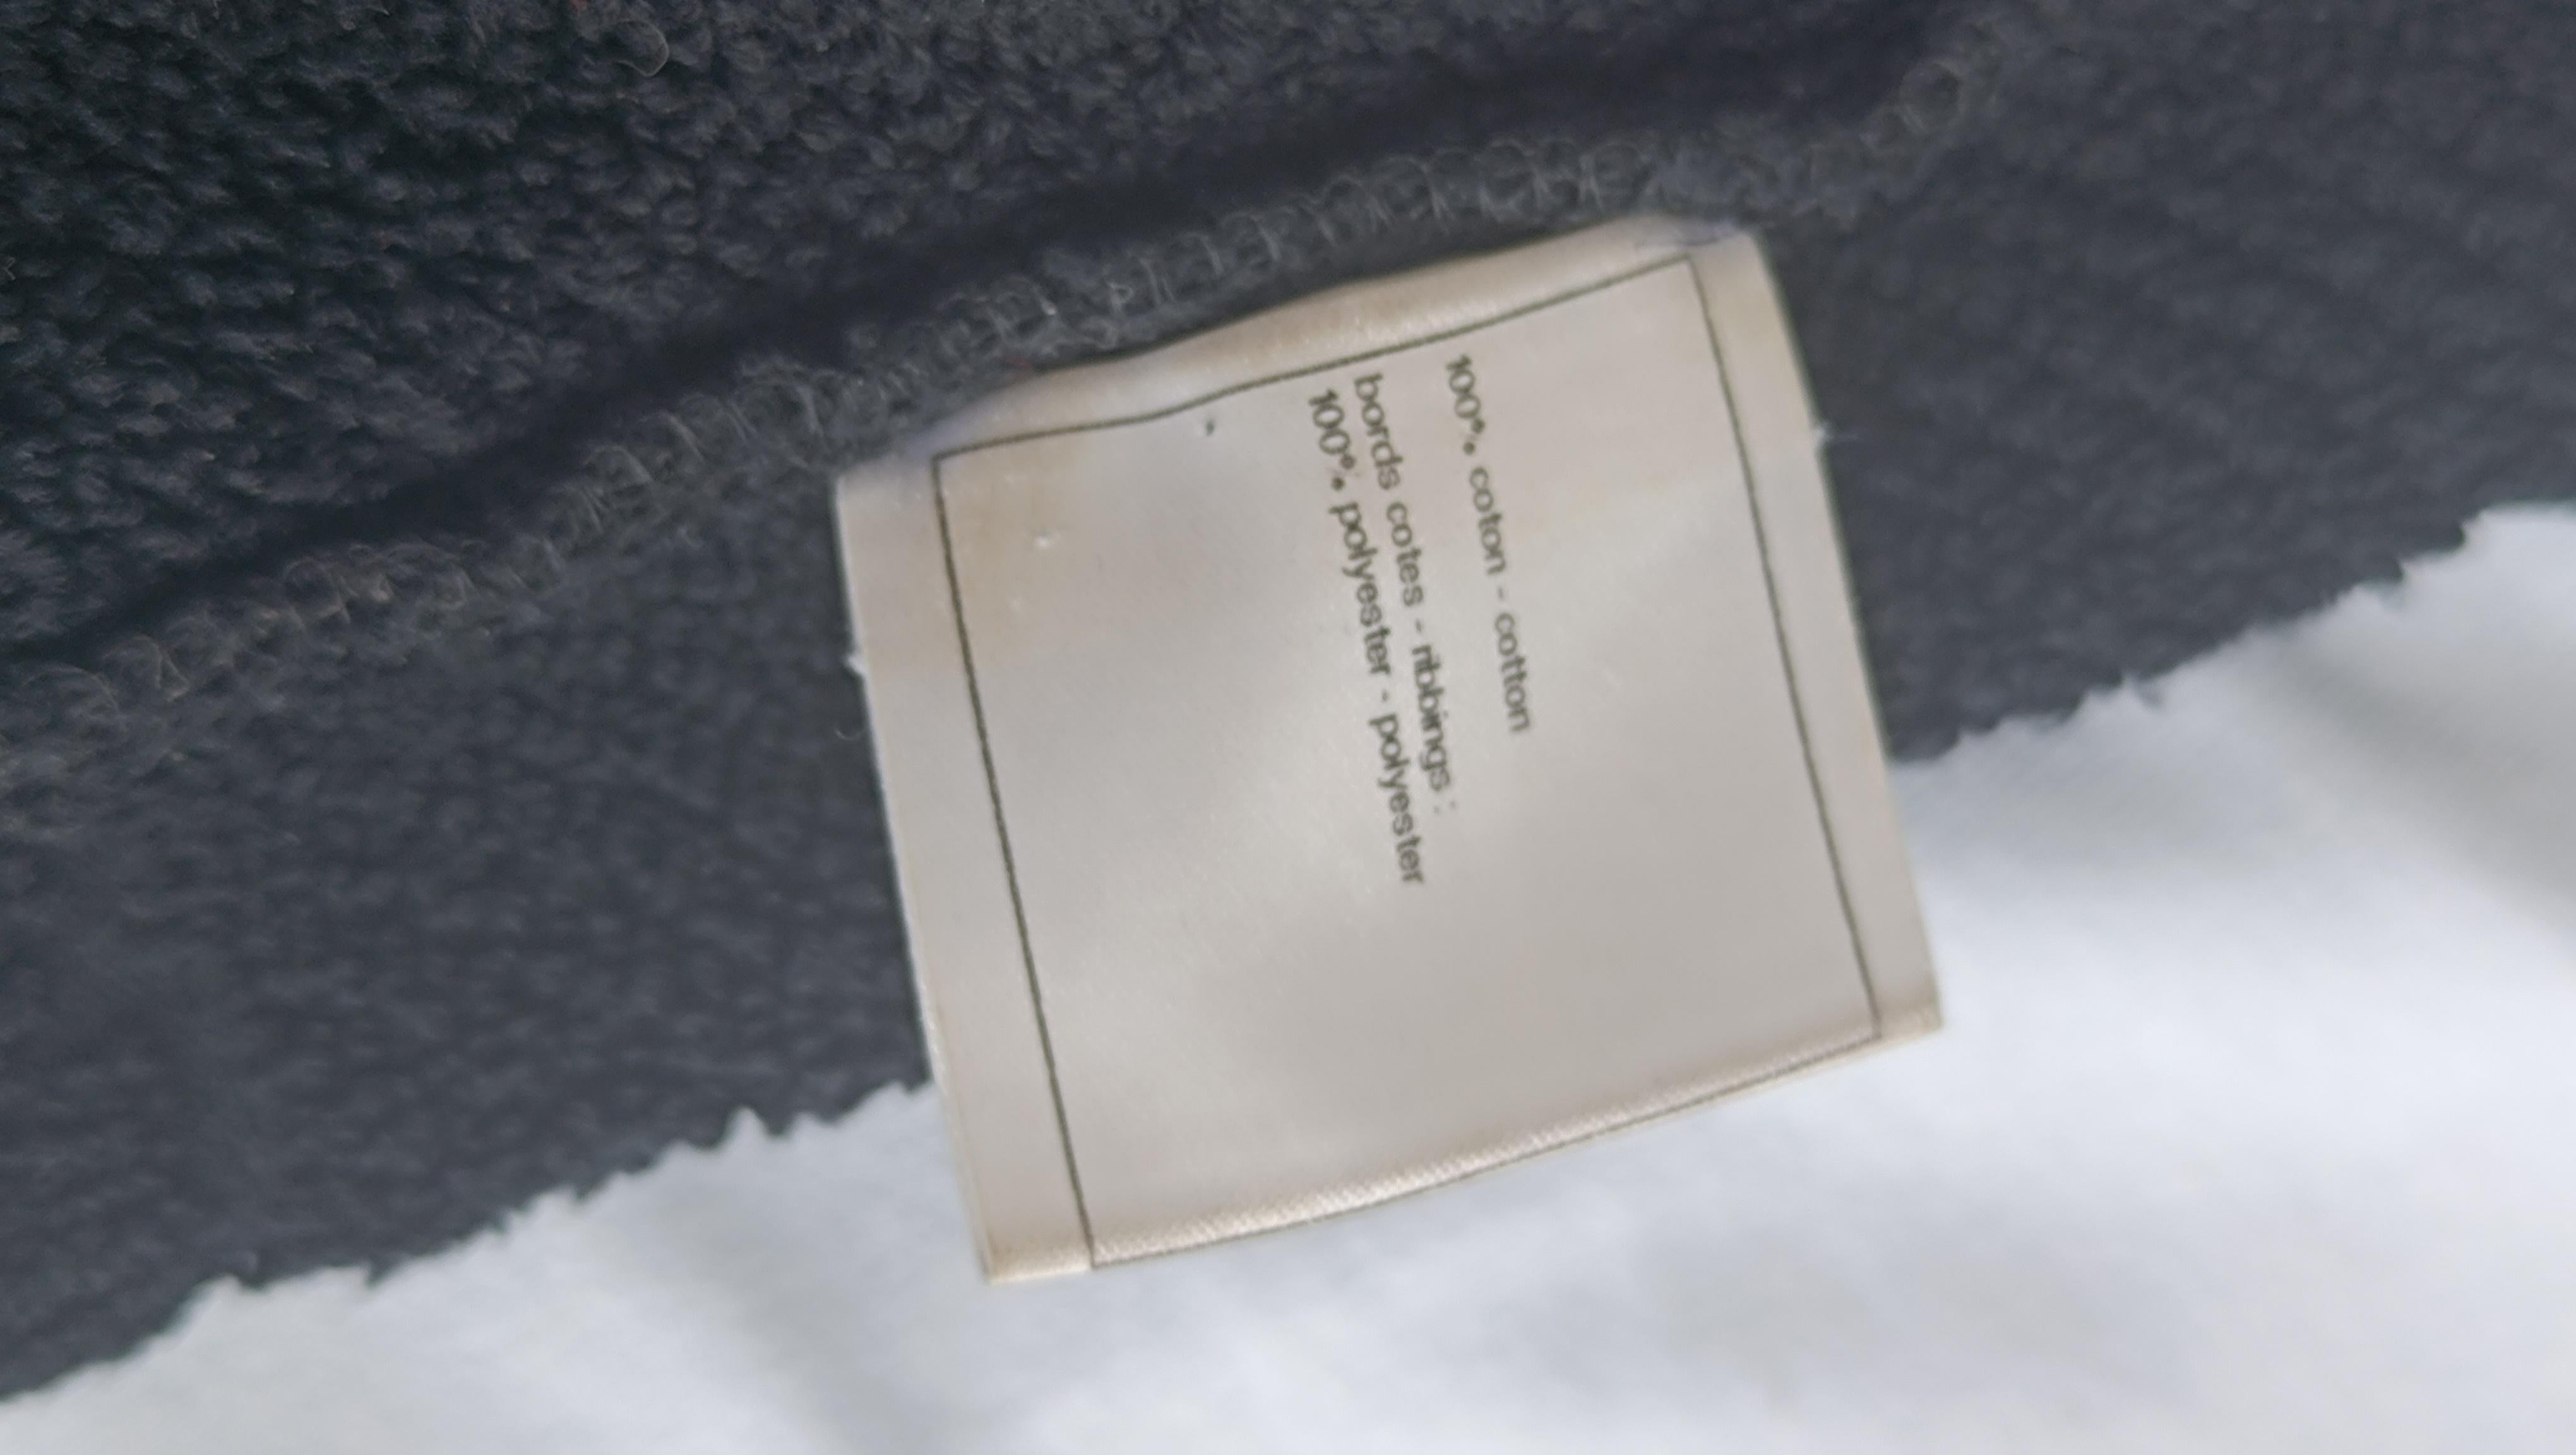 100% coton - cotton
bords cotes - ribbings :
100% polyester - polyester